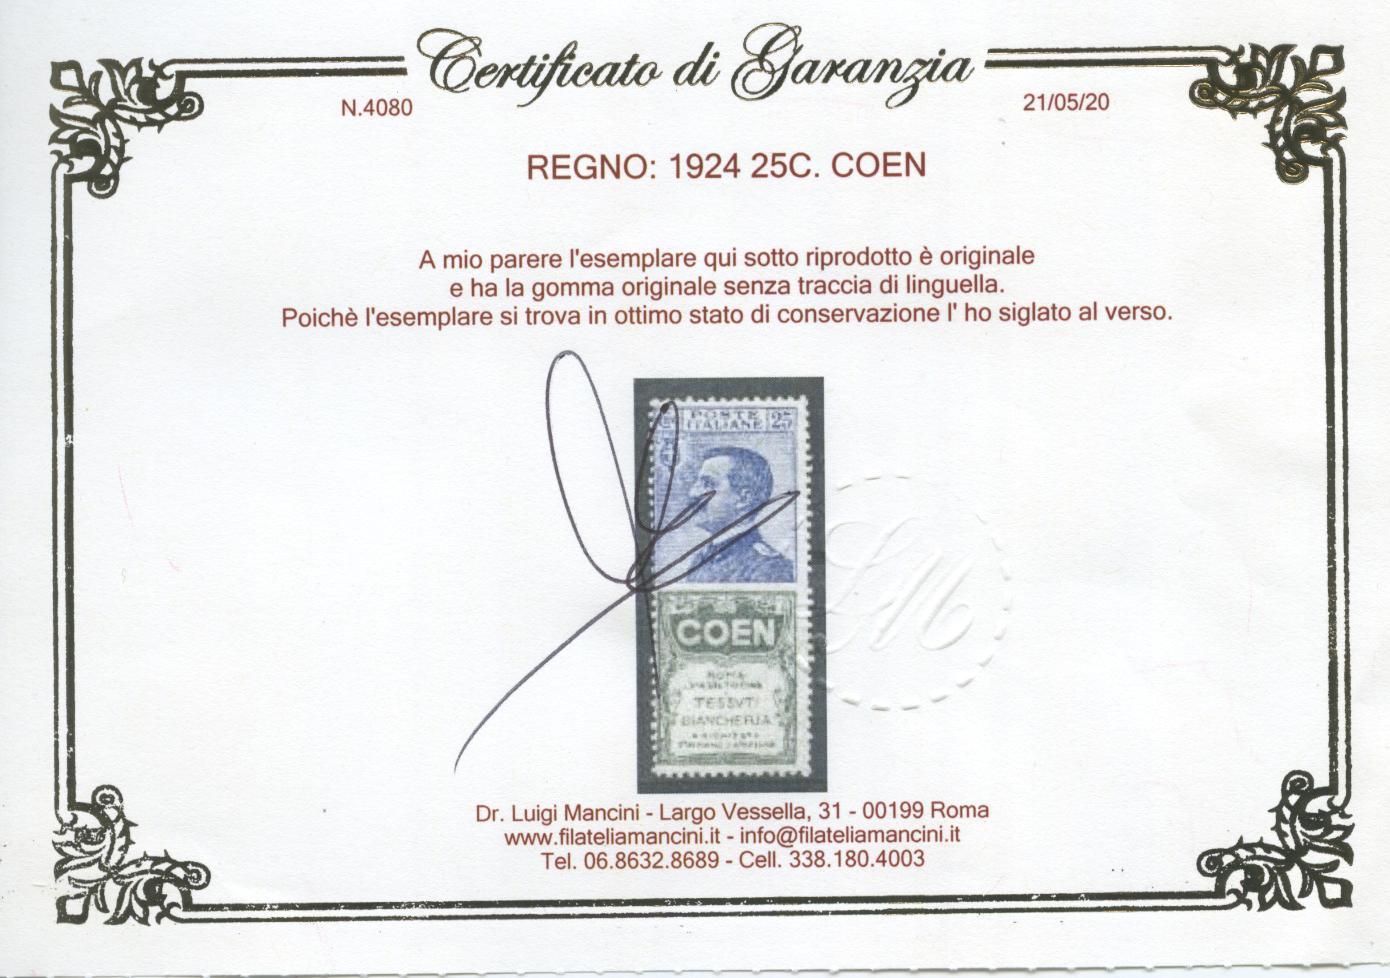 Certificato di Garanzia
N.4080
21/05/20
REGNO: 1924 25C. COEN
A mio parere l'esemplare qui sotto riprodotto è originale
e ha la gomma originale senza traccia di linguella.
Poichè l'esemplare si trova in ottimo stato di conservazione l' ho siglato al verso.
POSTE
ITALIANE
25
COEN
ROMA
TESSVTI
BIANCHERIA
LM
Dr. Luigi Mancini - Largo Vessella, 31 - 00199 Roma
www.filateliamancini.it - info@filateliamancini.it
Tel. 06.8632.8689 - Cell. 338.180.4003